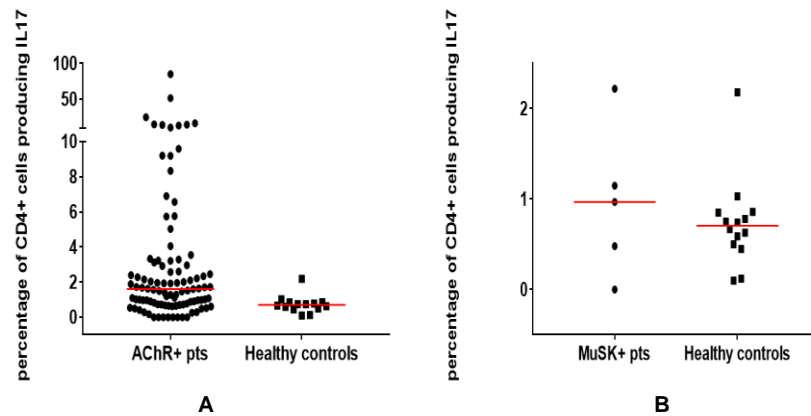 percentage of CD4+ cells producing IL17
100
50
10
8
6
4
2
0
AChR+ pts Healthy controls
A
percentage of CD4+ cells producing IL17
2
1
0
MuSK+ pts Healthy controls
B